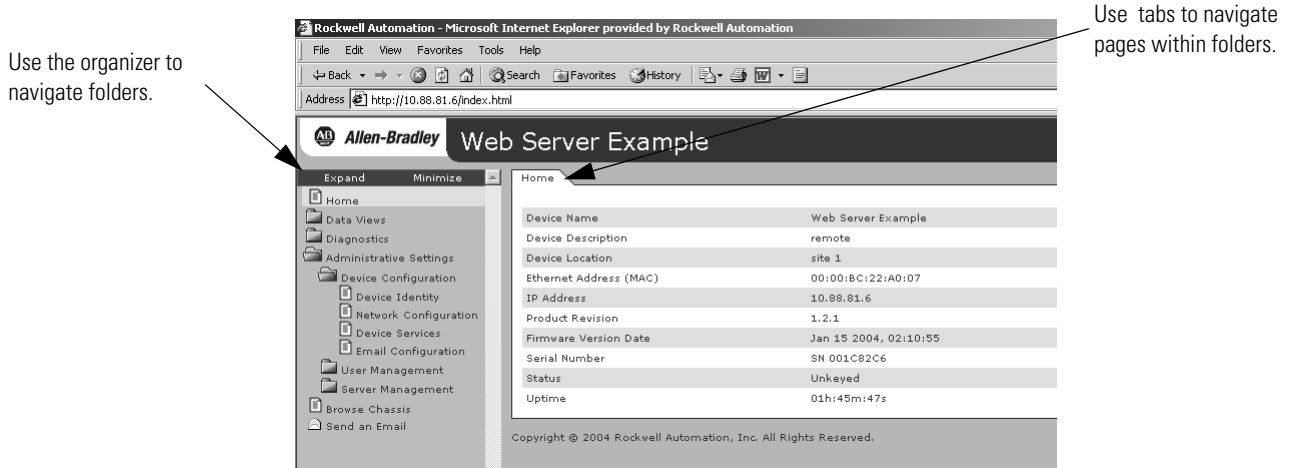 Use the organizer to
navigate folders.
Use tabs to navigate
pages within folders.
Rockwell Automation - Microsoft Internet Explorer provided by Rockwell Automation
File Edit View Favorites Tools Help
Back Search Favorites History
Address http://10.88.81.6/index.html
AB Allen-Bradley Web Server Example
Expand Minimize
Home
Data Views
Diagnostics
Administrative Settings
Device Configuration
Device Identity
Network Configuration
Device Services
Email Configuration
User Management
Server Management
Browse Chassis
Send an Email
Home
Device Name Web Server Example
Device Description remote
Device Location site 1
Ethernet Address (MAC) 00:00:BC:22:A0:07
IP Address 10.88.81.6
Product Revision 1.2.1
Firmware Version Date Jan 15 2004, 02:10:55
Serial Number SN 001C82C6
Status Unkeyed
Uptime 01h:45m:47s
Copyright © 2004 Rockwell Automation, Inc. All Rights Reserved.